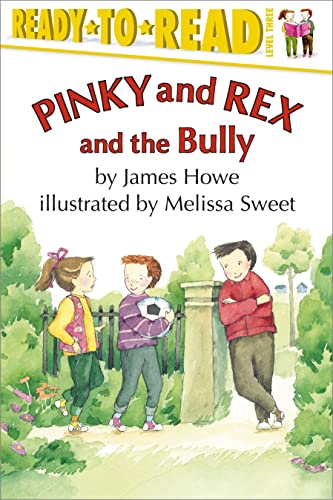 READY★TO★READ
LEVEL THREE
PINKY and REX
and the Bully
by James Howe
illustrated by Melissa Sweet